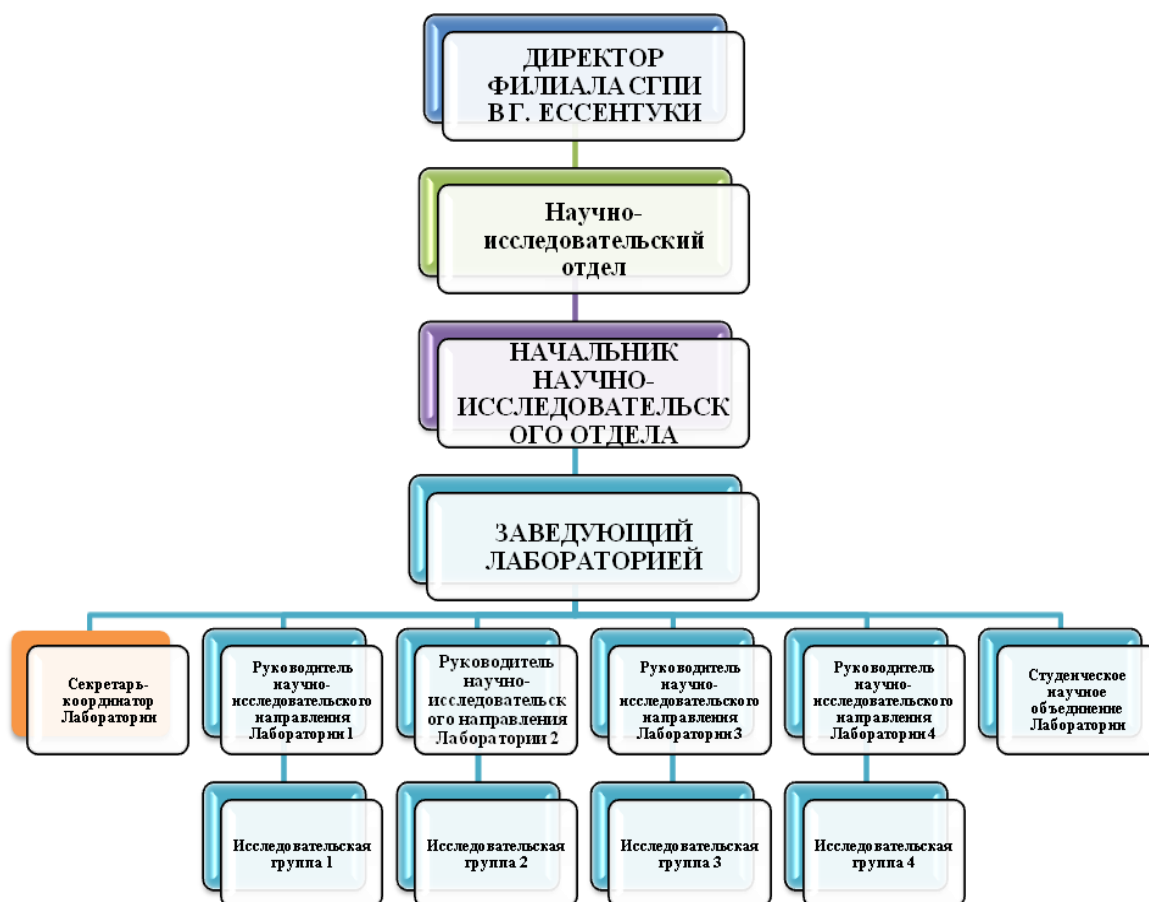 ДИРЕКТОР
ФИЛИАЛА СГПИ
В Г. ЕССЕНТУКИ
Научно-
исследовательский
отдел
НАЧАЛЬНИК
НАУЧНО-
ИССЛЕДОВАТЕЛЬСК
ОГО ОТДЕЛА
ЗАВЕДУЮЩИЙ
ЛАБОРАТОРИЕЙ
Секретарь-
координатор
Лаборатории
Руководитель
научно-
исследовательского
направления
Лаборатории 1
Руководитель
научно-
исследовательск
ого направления
Лаборатории 2
Руководитель
научно-
исследовательского
направления
Лаборатории 3
Руководитель
научно-
исследовательского
направления
Лаборатории 4
Студенческое
научное
объединение
Лаборатории
Исследовательская
группа 1
Исследовательская
группа 2
Исследовательская
группа 3
Исследовательская
группа 4